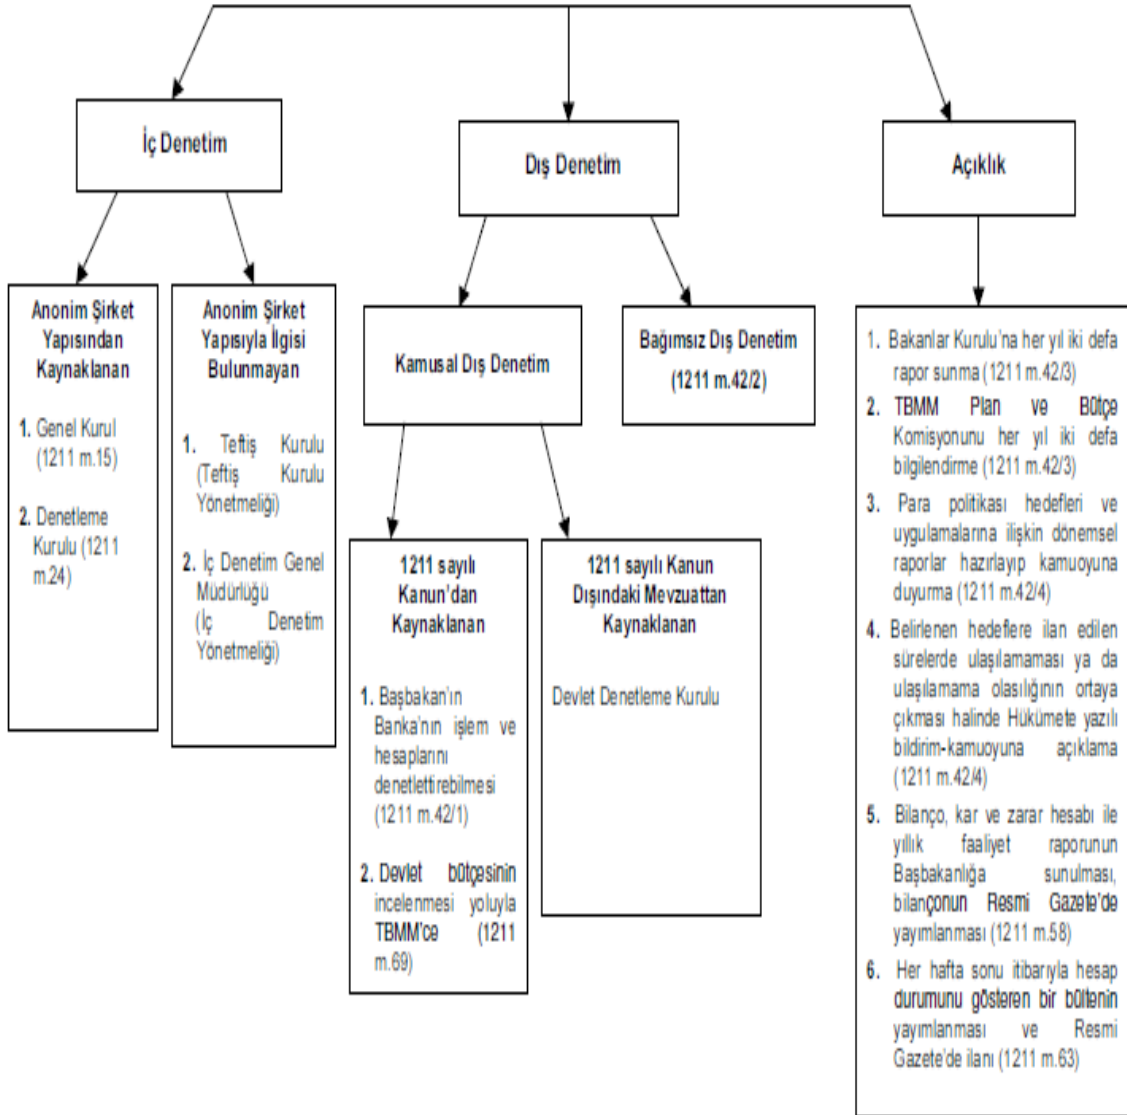 İç Denetim
Dış Denetim
Açıklık
Anonim Şirket
Yapısından
Kaynaklanan
1. Genel Kurul
(1211 m.15)
2. Denetleme
Kurulu (1211
m.24)
Anonim Şirket
Yapısıyla İlgisi
Bulunmayan
1. Teftiş Kurulu
(Teftiş Kurulu
Yönetmeliği)
2. İç Denetim Genel
Müdürlüğü
(İç Denetim
Yönetmeliği)
Kamusal Dış Denetim
Bağımsız Dış Denetim
(1211 m.42/2)
1211 sayılı
Kanun’dan
Kaynaklanan
1. Başbakan’ın
Banka’nın işlem ve
hesaplarını
denetlettirebilmesi
(1211 m.42/1)
2. Devlet bütçesinin
incelenmesi yoluyla
TBMM’ce (1211
m.69)
1211 sayılı Kanun
Dışındaki Mevzuattan
Kaynaklanan
Devlet Denetleme Kurulu
1. Bakanlar Kurulu’na her yıl iki defa
rapor sunma (1211 m.42/3)
2. TBMM Plan ve Bütçe
Komisyonunu her yıl iki defa
bilgilendirme (1211 m.42/3)
3. Para politikası hedefleri ve
uygulamalarına ilişkin dönemsel
raporlar hazırlayıp kamuoyuna
duyurma (1211 m.42/4)
4. Belirlenen hedeflere ilan edilen
sürelerde ulaşılamaması ya da
ulaşılamama olasılığının ortaya
çıkması halinde Hükümete yazılı
bildirim-kamuoyuna açıklama
(1211 m.42/4)
5. Bilanço, kar ve zarar hesabı ile
yıllık faaliyet raporunun
Başbakanlığa sunulması,
bilançonun Resmi Gazete’de
yayımlanması (1211 m.58)
6. Her hafta sonu itibarıyla hesap
durumunu gösteren bir bültenin
yayımlanması ve Resmi
Gazete’de ilanı (1211 m.63)